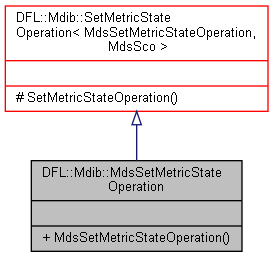 DFL::Mdib::SetMetricState
Operation< MdsSetMetricStateOperation,
MdsSco >
# SetMetricStateOperation()
DFL::Mdib::MdsSetMetricState
Operation
+ MdsSetMetricStateOperation()